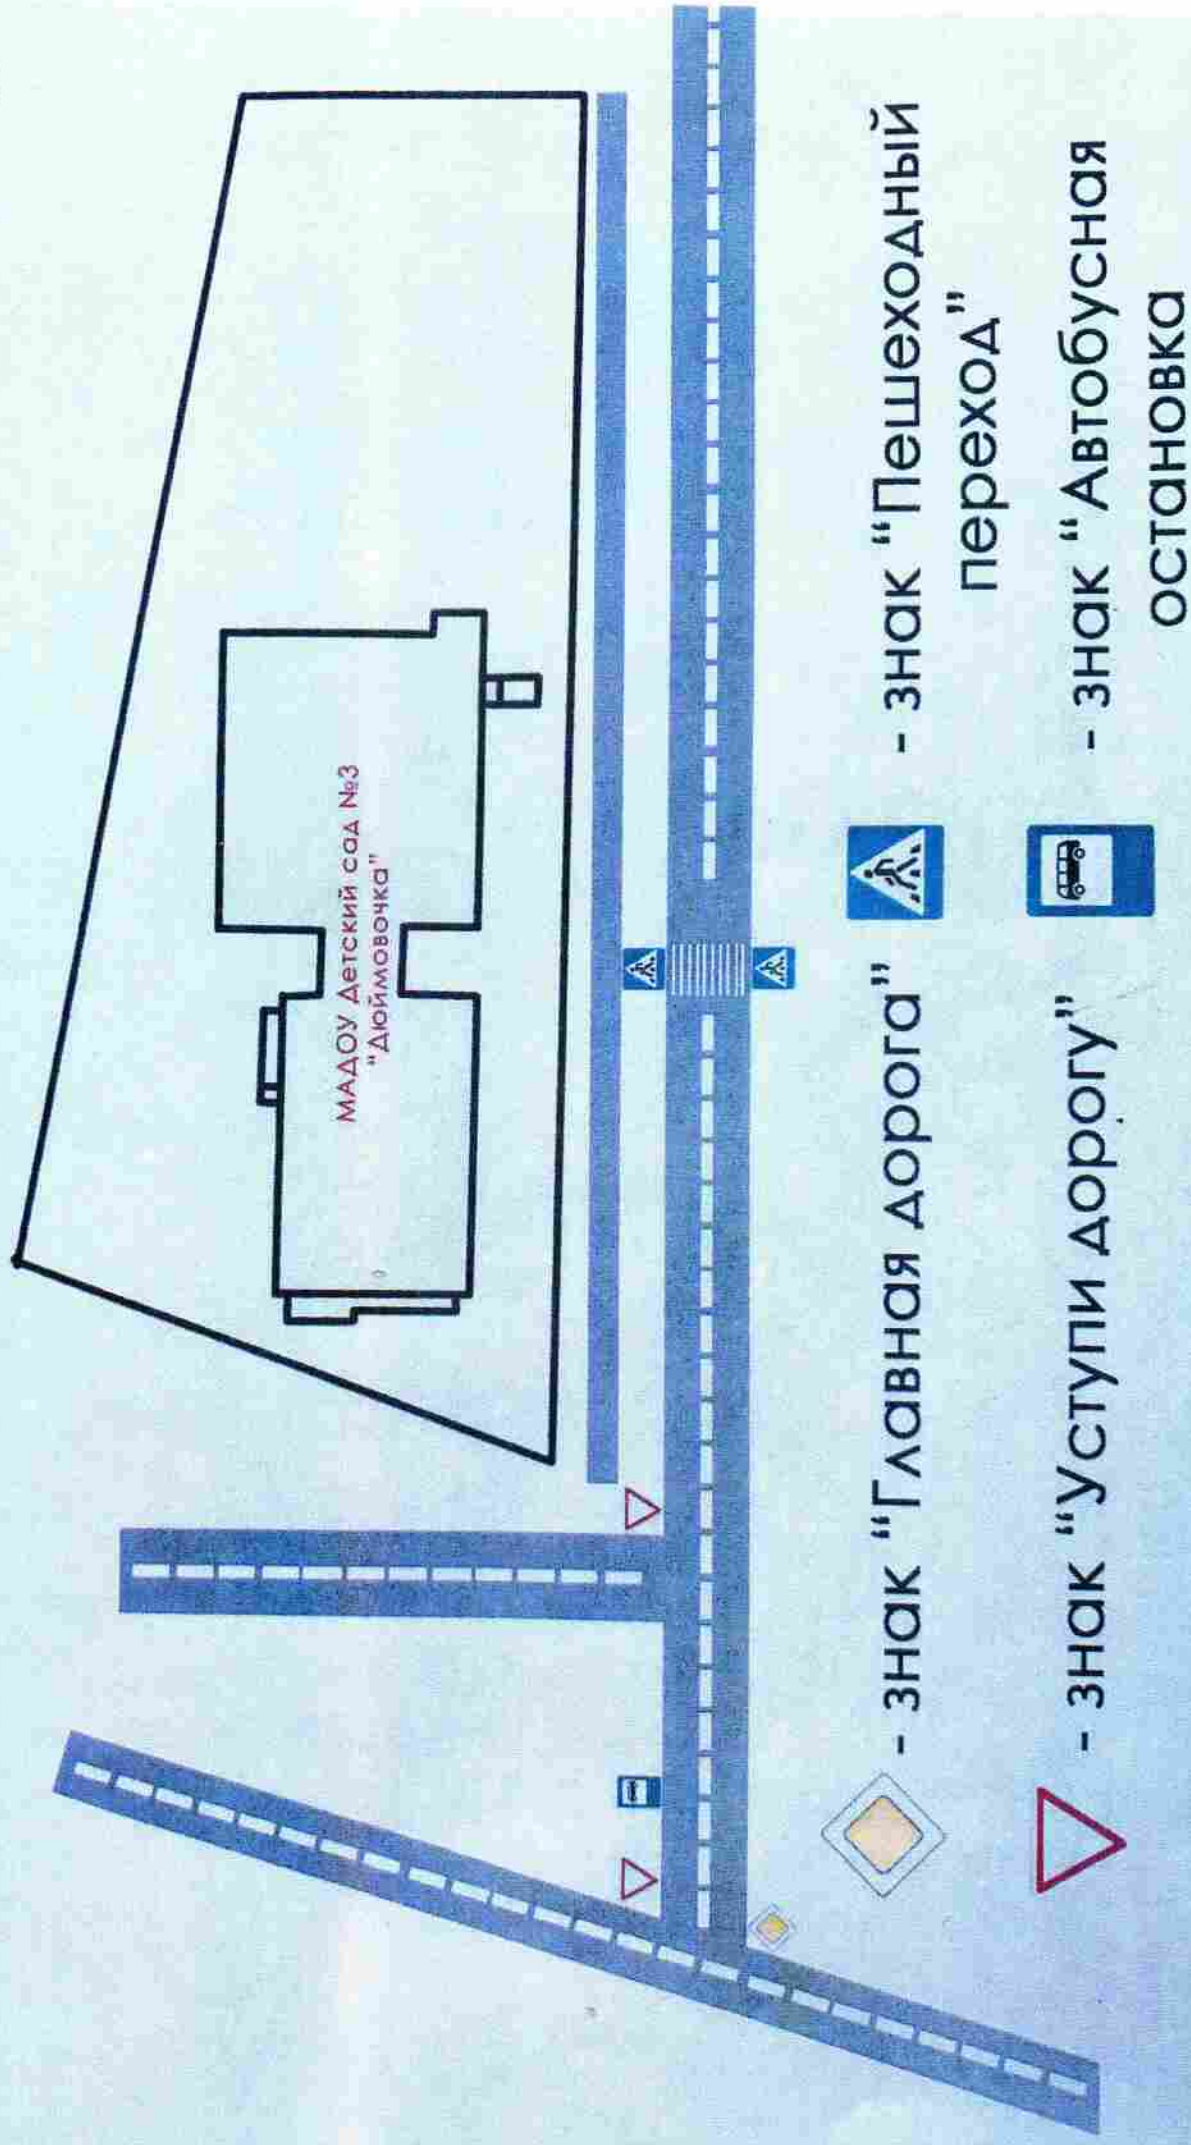 МАДОУ Детский сад №3
"Дюймовочка"
- знак "Главная дорога"
- знак "Пешеходный
переход"
- знак "Уступи дорогу"
- знак "Автобусная
остановка